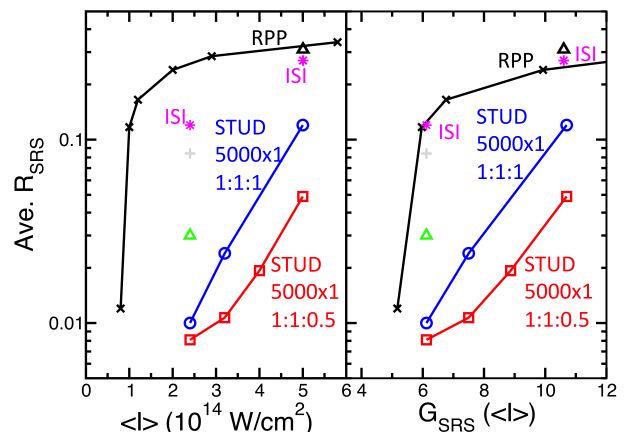 Ave. R_SRS
0.1
0.01
RPP
ISI
ISI
STUD
5000x1
1:1:1
STUD
5000x1
1:1:0.5
0 1 2 3 4 5 6
<I> (10^14 W/cm^2)
RPP
ISI
ISI
STUD
5000x1
1:1:1
STUD
5000x1
1:1:0.5
4 6 8 10 12
G_SRS (<I>)